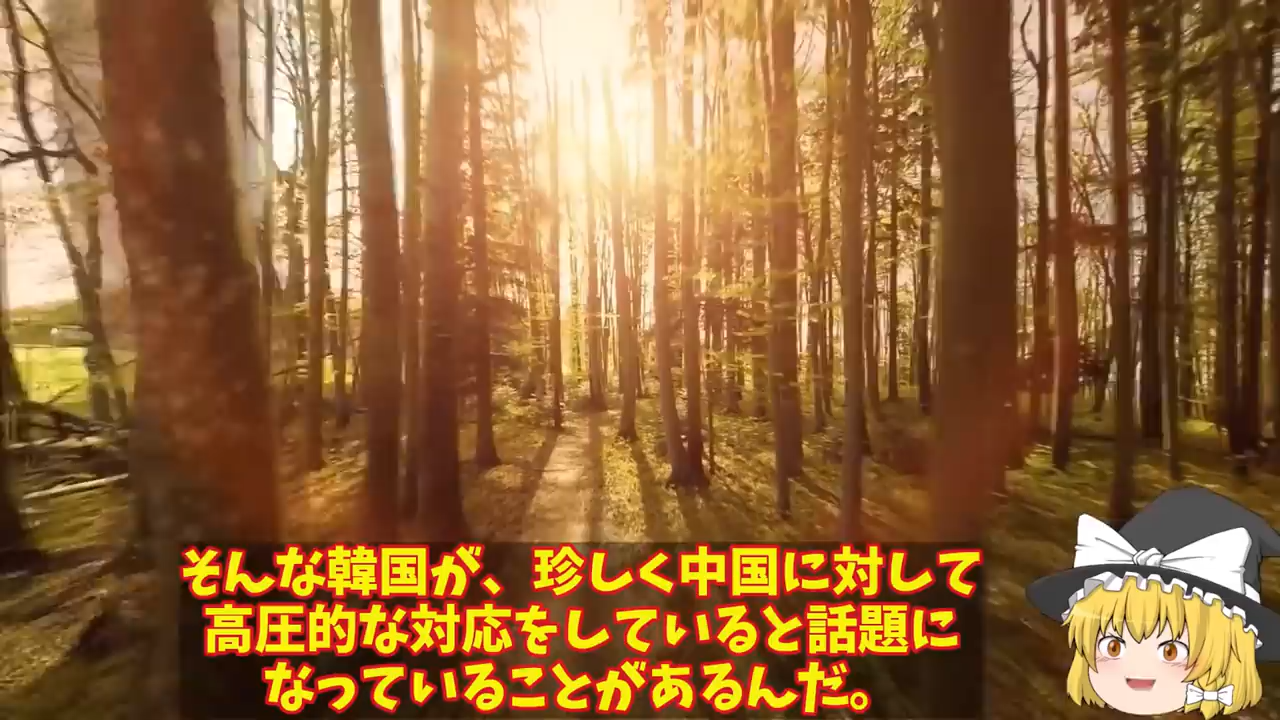 そんな韓国が、珍しく中国に対して
高圧的な対応をしていると話題に
なっていることがあるんだ。